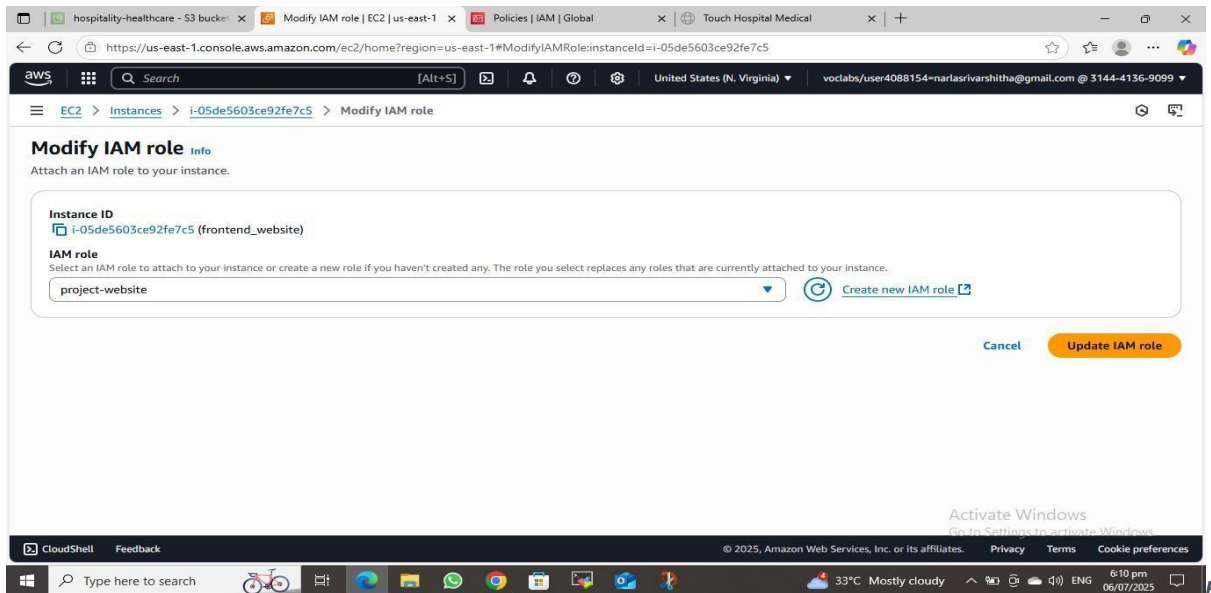 hospitality-healthcare - S3 bucket
Modify IAM role | EC2 | us-east-1
Policies | IAM | Global
Touch Hospital Medical
https://us-east-1.console.aws.amazon.com/ec2/home?region=us-east-1#ModifyIAMRole:instanceId=i-05de5603ce92fe7c5
aws Search [Alt+S] United States (N. Virginia) voclabs/user4088154=narlasrivarshitha@gmail.com @ 3144-4136-9099
EC2 > Instances > i-05de5603ce92fe7c5 > Modify IAM role
Modify IAM role Info
Attach an IAM role to your instance.
Instance ID
i-05de5603ce92fe7c5 (frontend_website)
IAM role
Select an IAM role to attach to your instance or create a new role if you haven't created any. The role you select replaces any roles that are currently attached to your instance.
project-website Create new IAM role
Cancel Update IAM role
Activate Windows
Go to Settings to activate Windows.
CloudShell Feedback © 2025, Amazon Web Services, Inc. or its affiliates. Privacy Terms Cookie preferences
Type here to search 33°C Mostly cloudy ENG 6:10 pm
06/07/2025